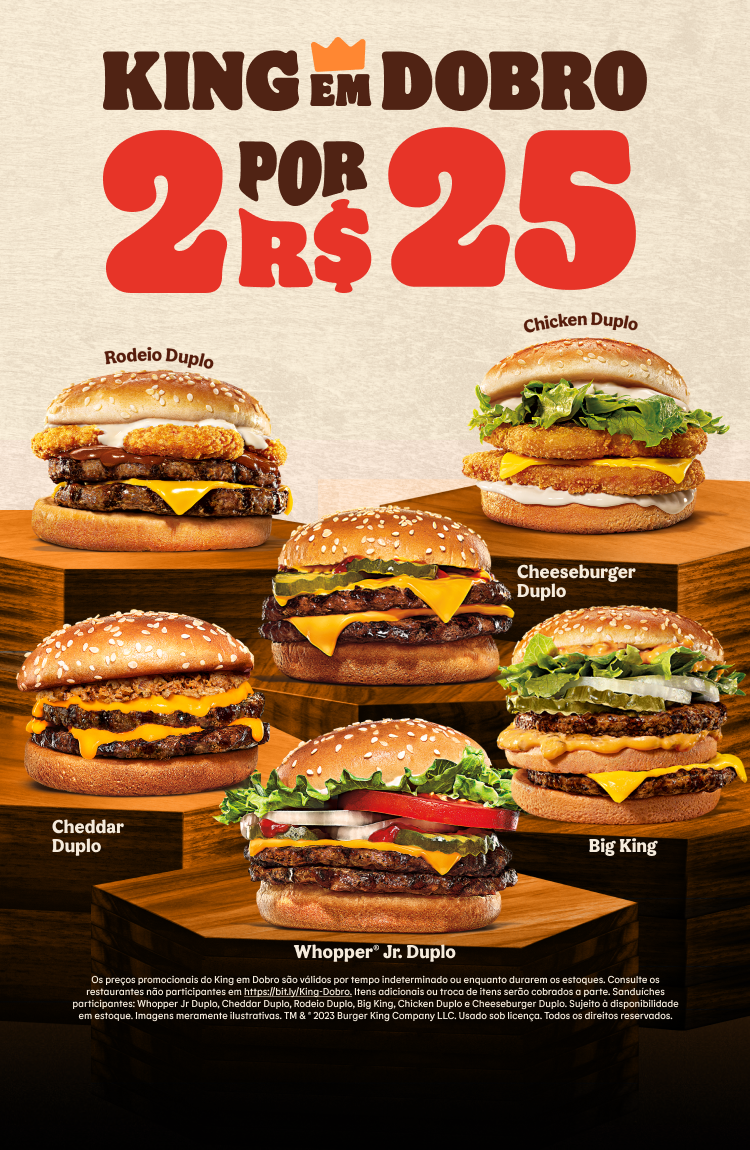 KING EM DOBRO
2 POR R$ 25
Chicken Duplo
Rodeio Duplo
Cheeseburger
Duplo
Cheddar
Duplo
Big King
Whopper® Jr. Duplo
Os preços promocionais do King em Dobro são válidos por tempo indeterminado ou enquanto durarem os estoques. Consulte os
restaurantes não participantes em https://bit.ly/King-Dobro. Itens adicionais ou troca de itens serão cobrados a parte. Sanduíches
participantes: Whopper Jr Duplo, Cheddar Duplo, Rodeio Duplo, Big King, Chicken Duplo e Cheeseburger Duplo. Sujeito à disponibilidade
em estoque. Imagens meramente ilustrativas. TM & ® 2023 Burger King Company LLC. Usado sob licença. Todos os direitos reservados.